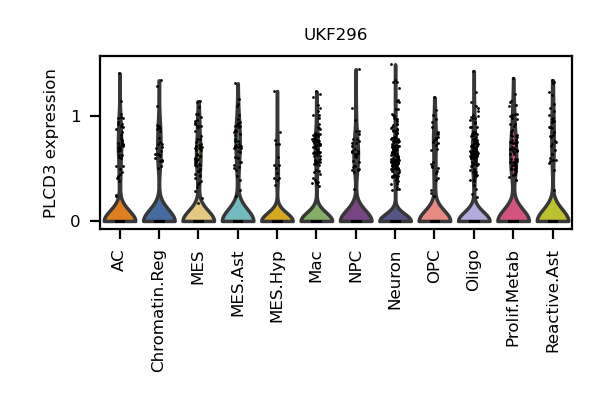 UKF296
PLCD3 expression
1
0
AC
Chromatin.Reg
MES
MES.Ast
MES.Hyp
Mac
NPC
Neuron
OPC
Oligo
Prolif.Metab
Reactive.Ast